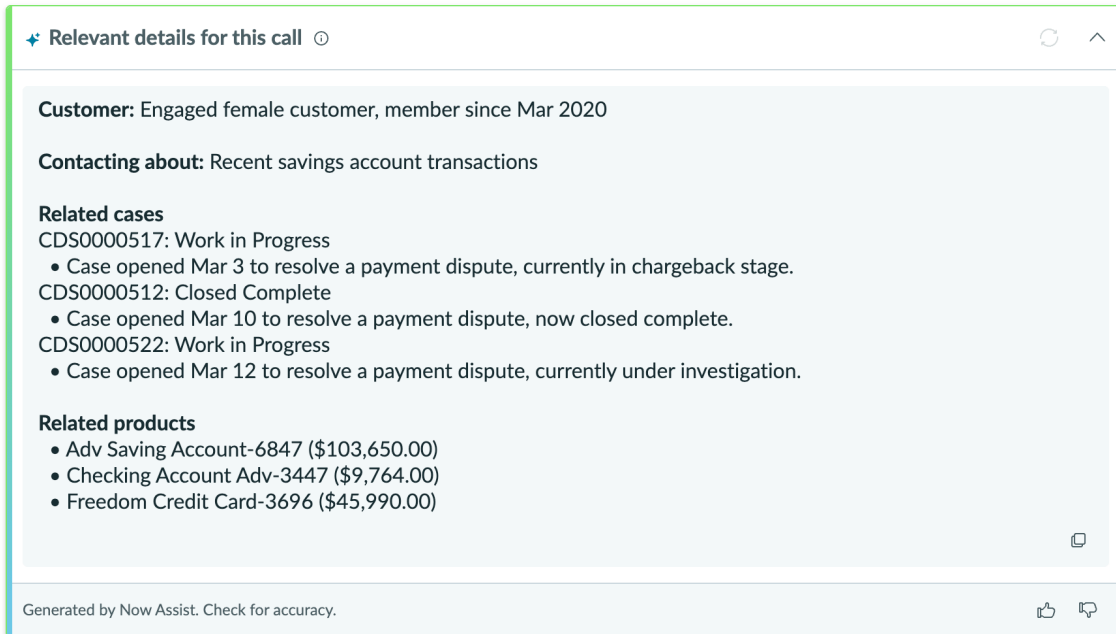 Relevant details for this call
Customer: Engaged female customer, member since Mar 2020
Contacting about: Recent savings account transactions
Related cases
CDS0000517: Work in Progress
• Case opened Mar 3 to resolve a payment dispute, currently in chargeback stage.
CDS0000512: Closed Complete
• Case opened Mar 10 to resolve a payment dispute, now closed complete.
CDS0000522: Work in Progress
• Case opened Mar 12 to resolve a payment dispute, currently under investigation.
Related products
• Adv Saving Account-6847 ($103,650.00)
• Checking Account Adv-3447 ($9,764.00)
• Freedom Credit Card-3696 ($45,990.00)
Generated by Now Assist. Check for accuracy.